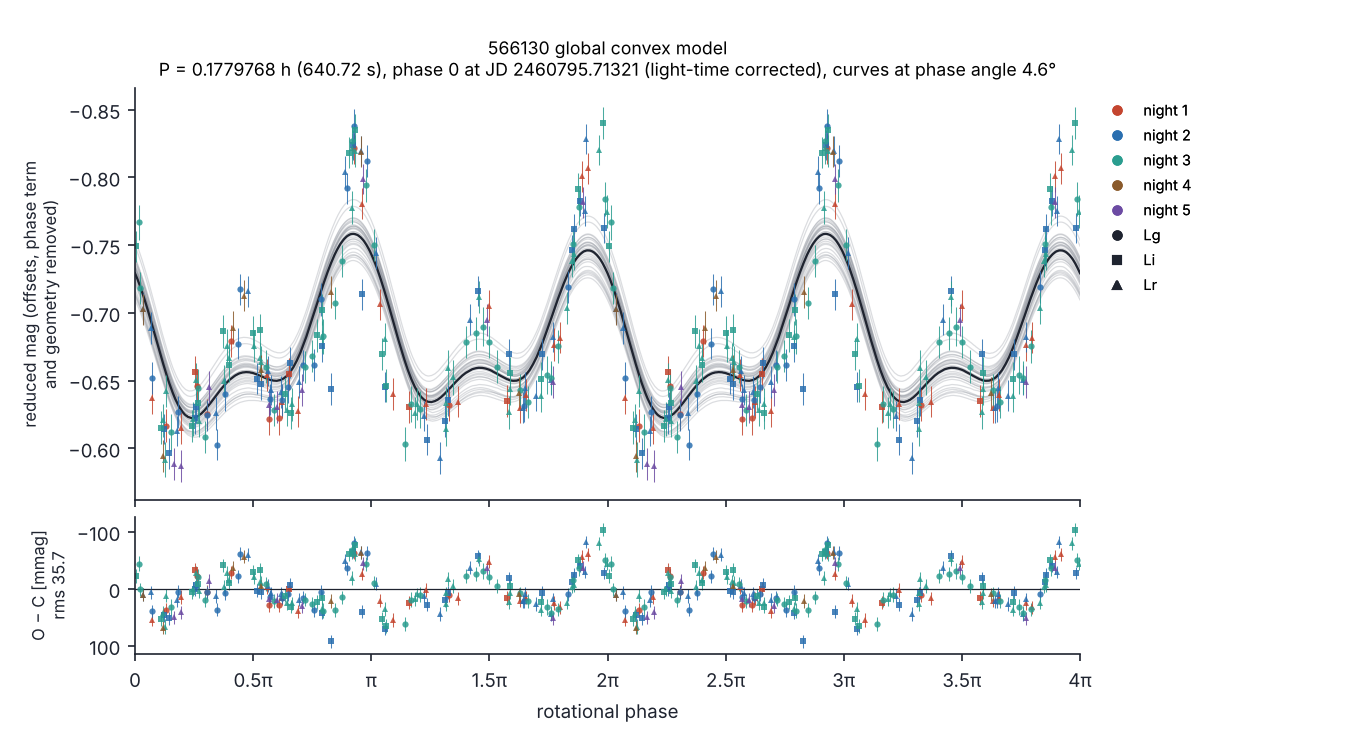 566130 global convex model
P = 0.1779768 h (640.72 s), phase 0 at JD 2460795.71321 (light-time corrected), curves at phase angle 4.6°
reduced mag (offsets, phase term
and geometry removed)
−0.85
−0.80
−0.75
−0.70
−0.65
−0.60
night 1
night 2
night 3
night 4
night 5
Lg
Li
Lr
O − C [mmag]
rms 35.7
−100
0
100
0
0.5π
π
1.5π
2π
2.5π
3π
3.5π
4π
rotational phase